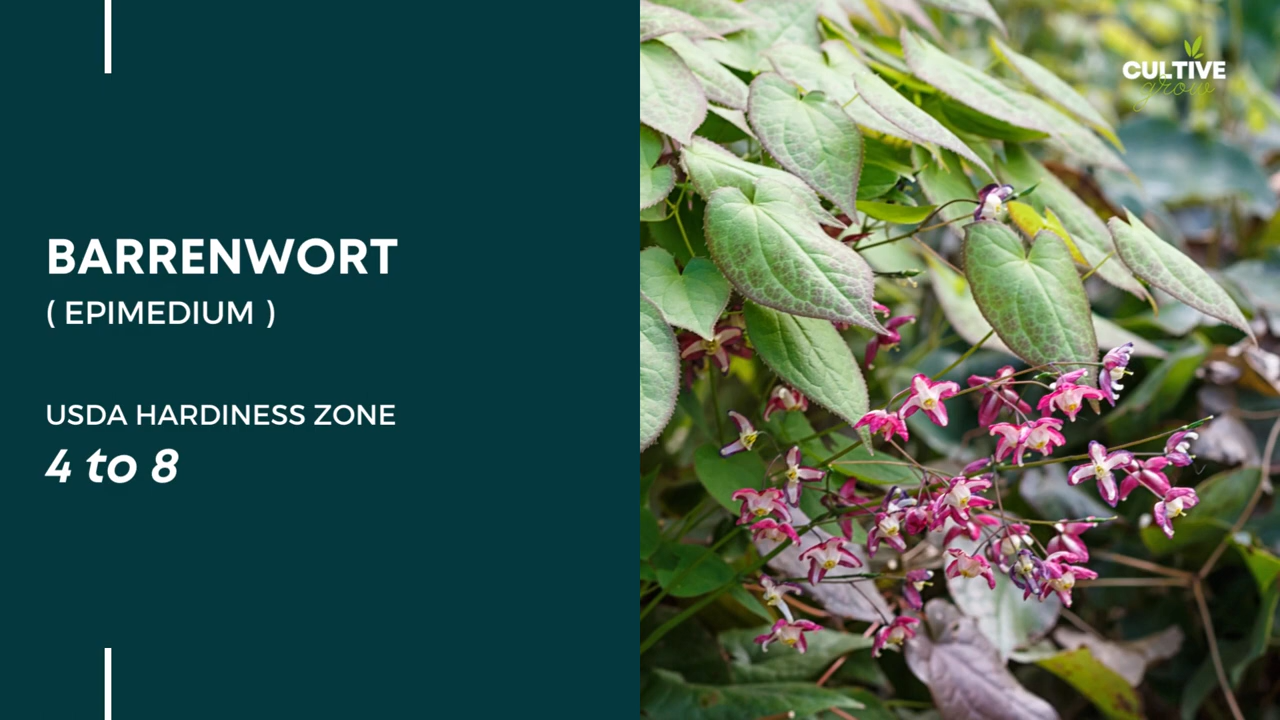 BARRENWORT
( EPIMEDIUM )
USDA HARDINESS ZONE
4 to 8
CULTIVE
grow